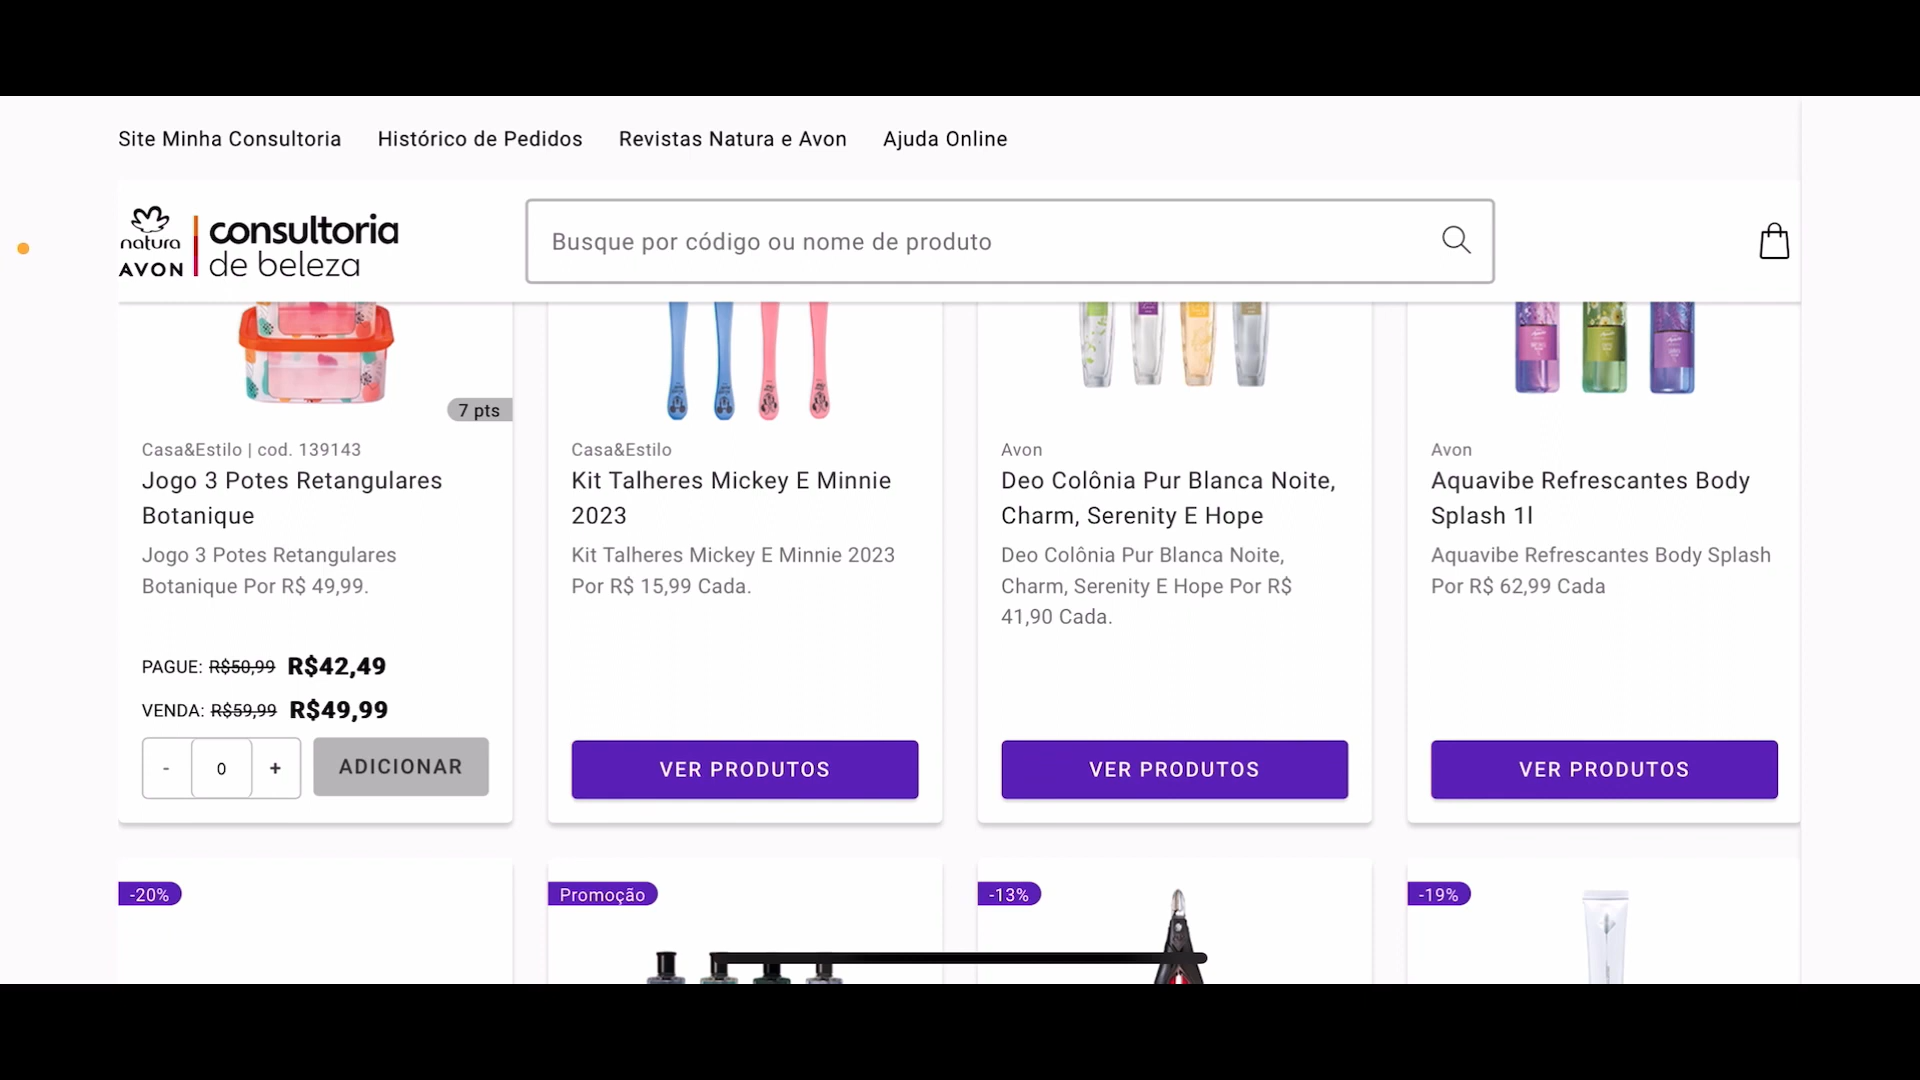 Site Minha Consultoria Histórico de Pedidos Revistas Natura e Avon Ajuda Online
natura
AVON
consultoria
de beleza
Busque por código ou nome de produto
7 pts
Casa&Estilo | cod. 139143
Jogo 3 Potes Retangulares
Botanique
Jogo 3 Potes Retangulares
Botanique Por R$ 49,99.
PAGUE: R$50,99 R$42,49
VENDA: R$59,99 R$49,99
- 0 + ADICIONAR
Casa&Estilo
Kit Talheres Mickey E Minnie
2023
Kit Talheres Mickey E Minnie 2023
Por R$ 15,99 Cada.
VER PRODUTOS
Avon
Deo Colônia Pur Blanca Noite,
Charm, Serenity E Hope
Deo Colônia Pur Blanca Noite,
Charm, Serenity E Hope Por R$
41,90 Cada.
VER PRODUTOS
Avon
Aquavibe Refrescantes Body
Splash 1l
Aquavibe Refrescantes Body Splash
Por R$ 62,99 Cada
VER PRODUTOS
-20%
Promoção
-13%
-19%